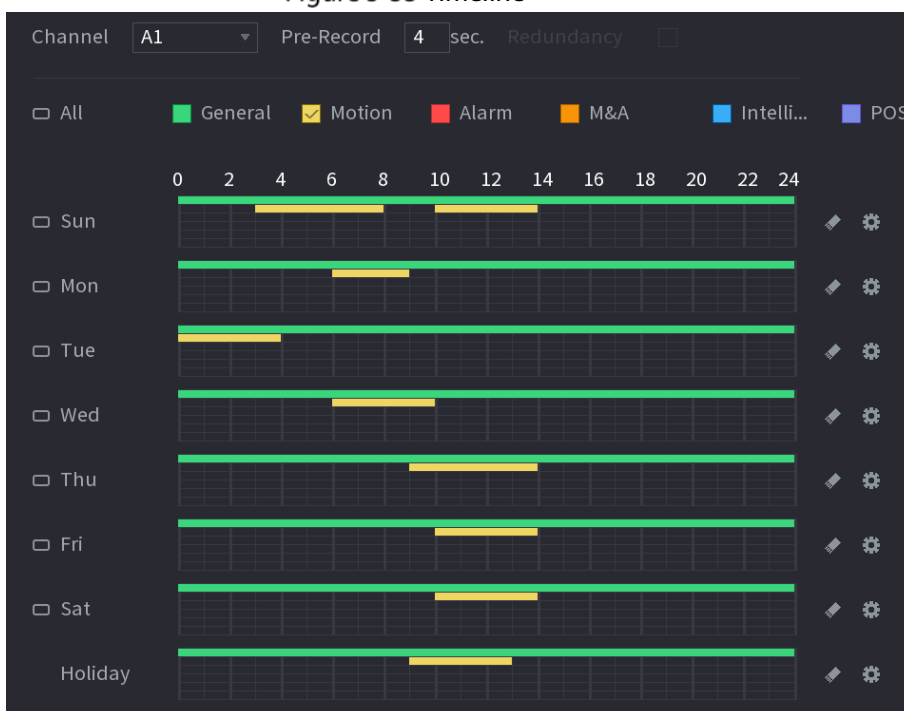 Timeline
Channel A1 Pre-Record 4 sec. Redundancy
All General Motion Alarm M&A Intelli... POS
0 2 4 6 8 10 12 14 16 18 20 22 24
Sun
Mon
Tue
Wed
Thu
Fri
Sat
Holiday